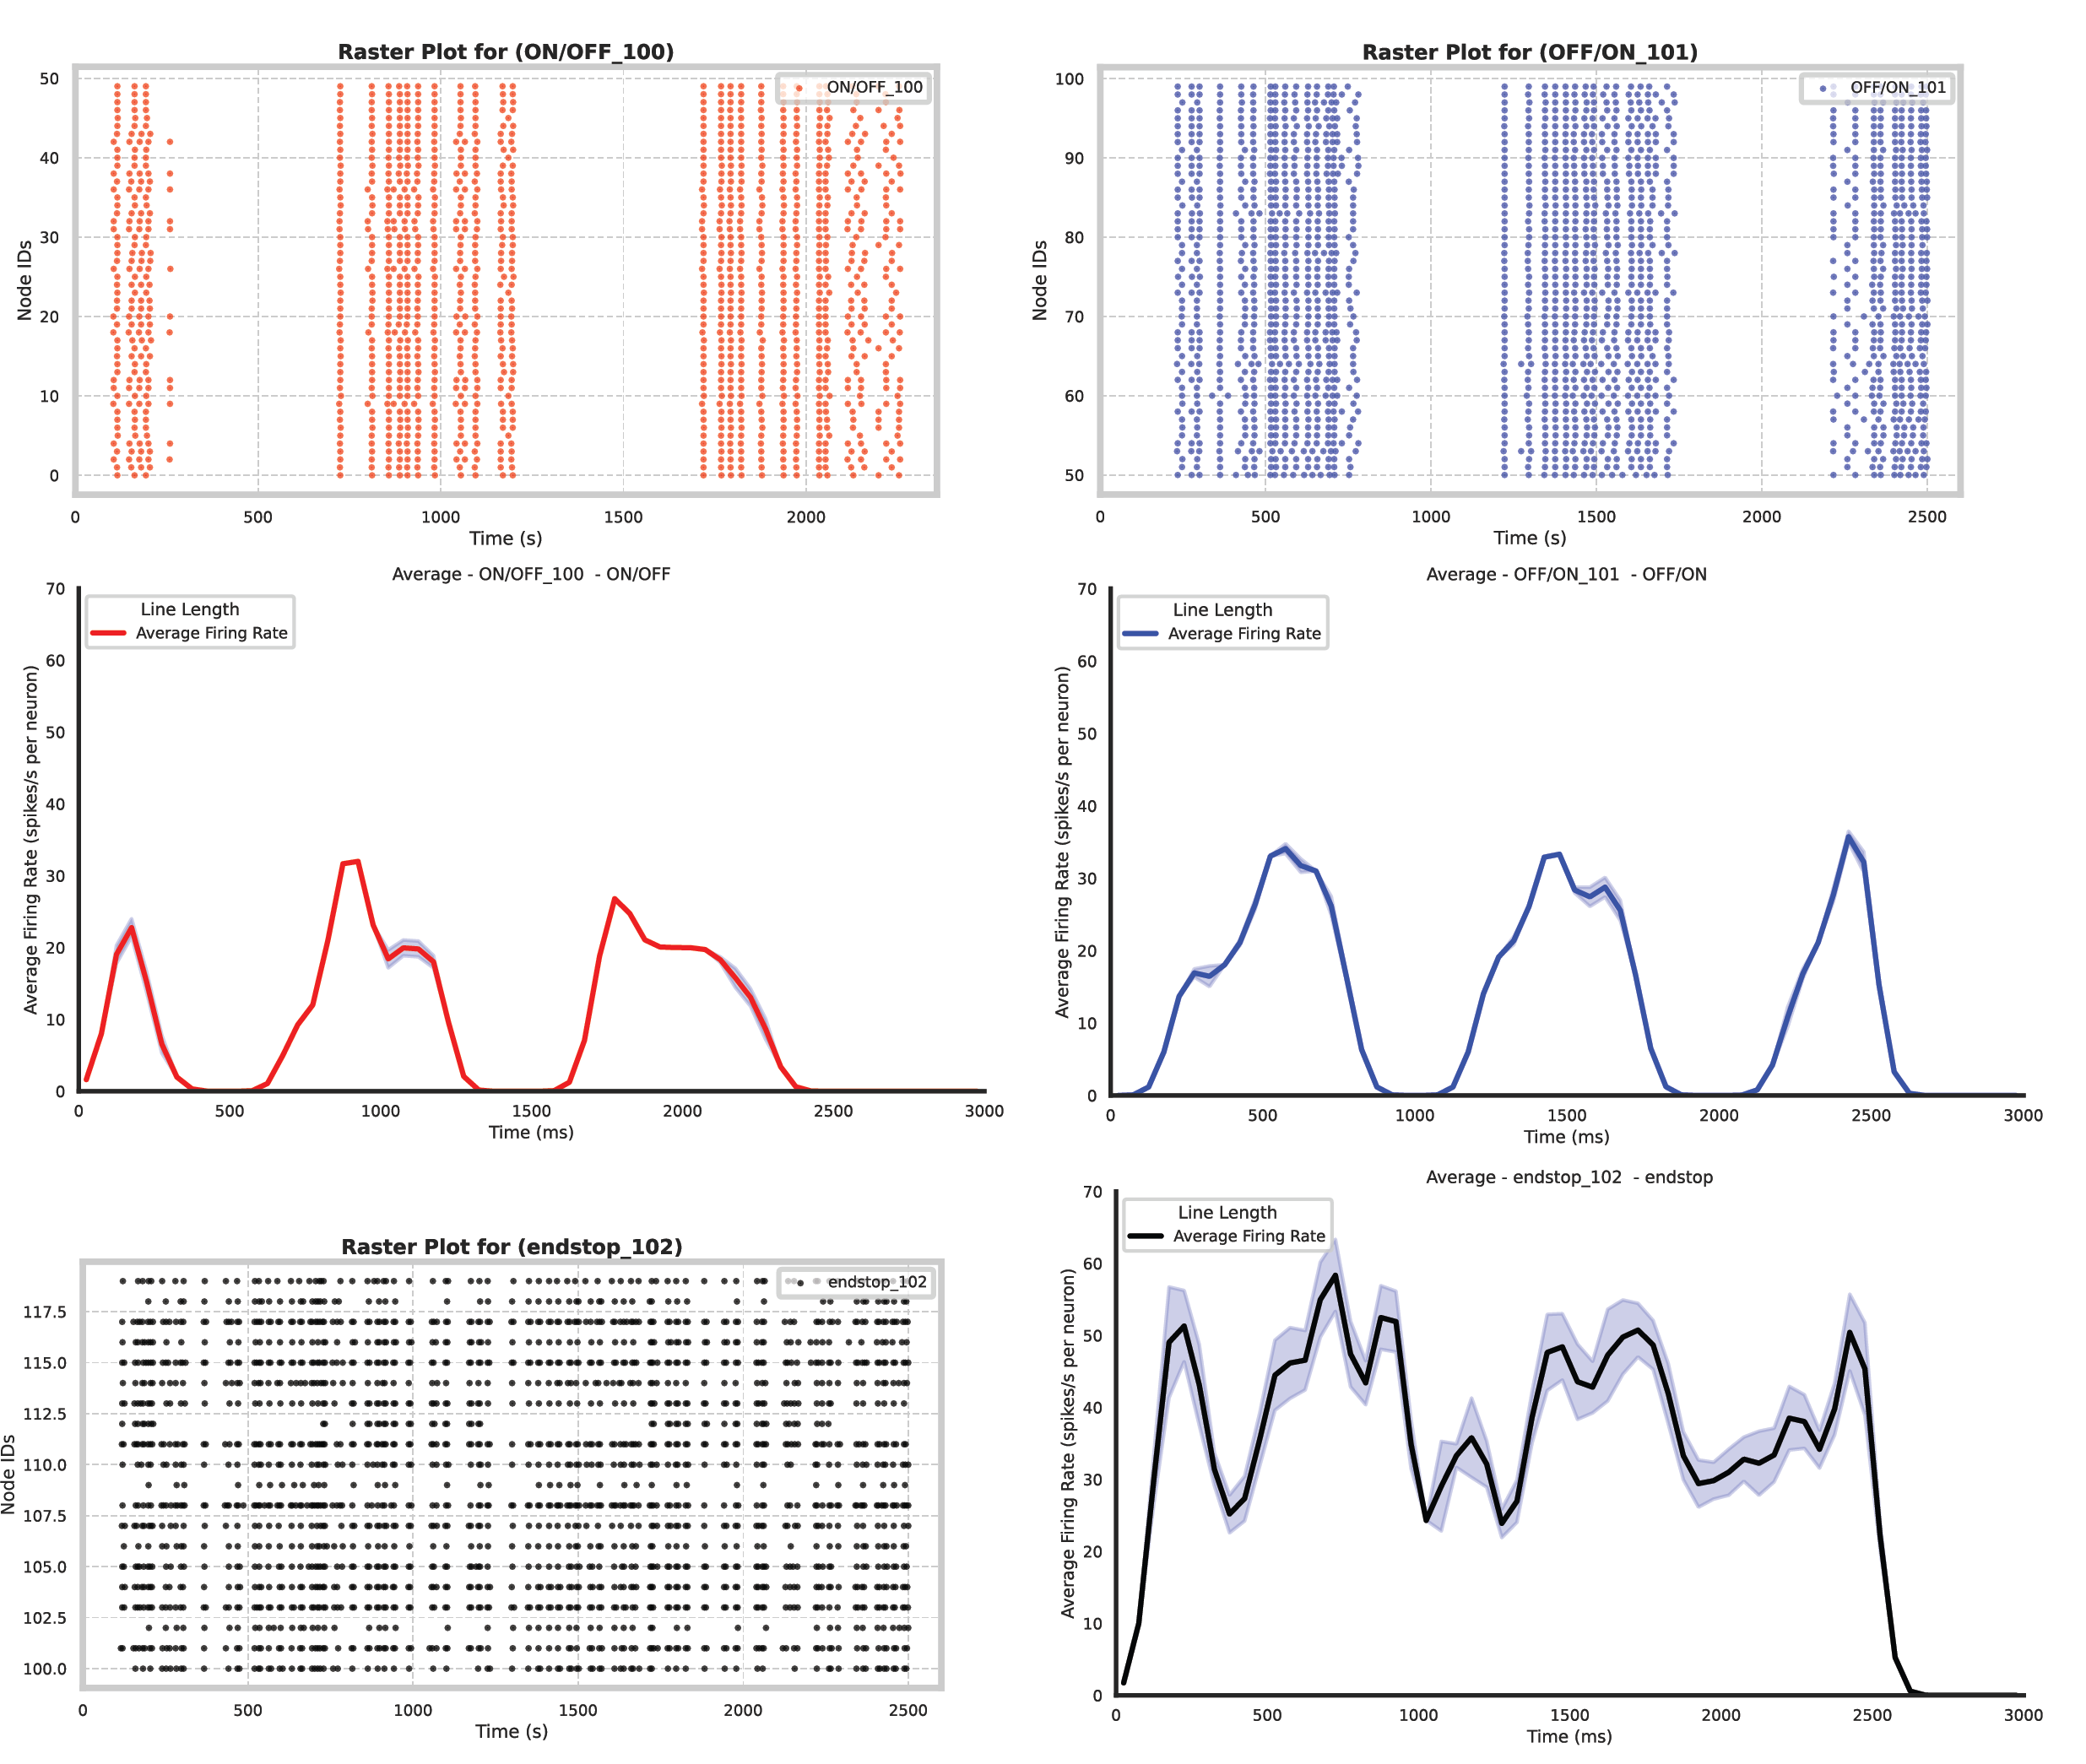 Raster Plot for (ON/OFF_100)
ON/OFF_100
50
40
30
20
10
0
Node IDs
0 500 1000 1500 2000
Time (s)
Raster Plot for (OFF/ON_101)
OFF/ON_101
100
90
80
70
60
50
Node IDs
0 500 1000 1500 2000 2500
Time (s)
Average - ON/OFF_100 - ON/OFF
Line Length
Average Firing Rate
70
60
50
40
30
20
10
0
Average Firing Rate (spikes/s per neuron)
0 500 1000 1500 2000 2500 3000
Time (ms)
Average - OFF/ON_101 - OFF/ON
Line Length
Average Firing Rate
70
60
50
40
30
20
10
0
Average Firing Rate (spikes/s per neuron)
0 500 1000 1500 2000 2500 3000
Time (ms)
Raster Plot for (endstop_102)
endstop_102
117.5
115.0
112.5
110.0
107.5
105.0
102.5
100.0
Node IDs
0 500 1000 1500 2000 2500
Time (s)
Average - endstop_102 - endstop
Line Length
Average Firing Rate
70
60
50
40
30
20
10
0
Average Firing Rate (spikes/s per neuron)
0 500 1000 1500 2000 2500 3000
Time (ms)